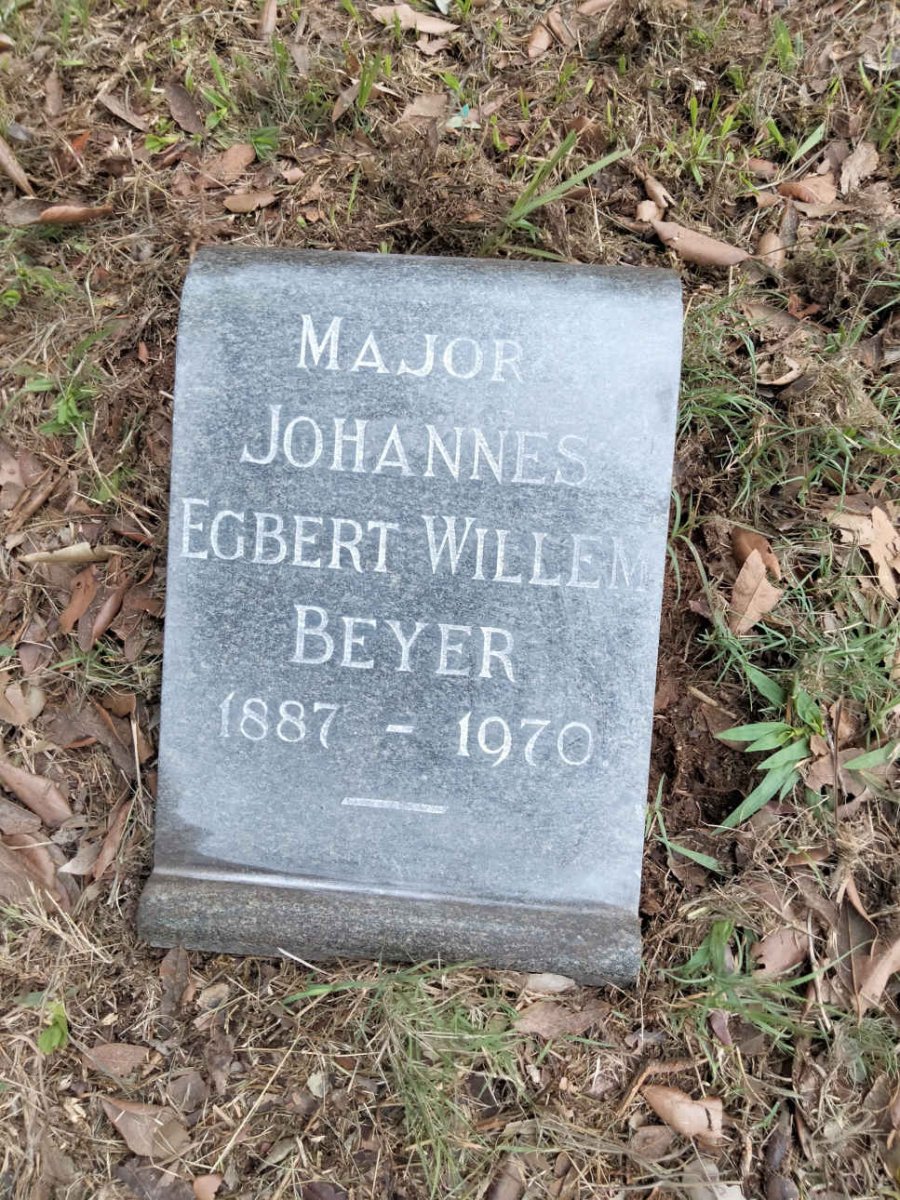 MAJOR
JOHANNES
EGBERT WILLEM
BEYER
1887 - 1970.